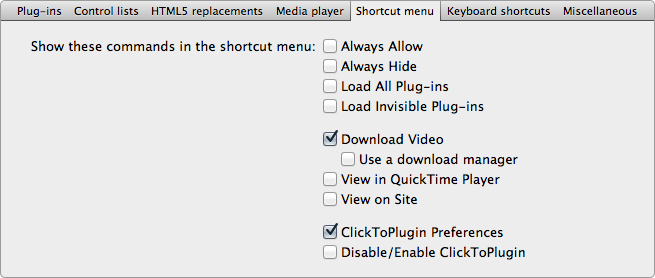 Plug-ins Control lists HTML5 replacements Media player Shortcut menu Keyboard shortcuts Miscellaneous
Show these commands in the shortcut menu: Always Allow
Always Hide
Load All Plug-ins
Load Invisible Plug-ins
Download Video
Use a download manager
View in QuickTime Player
View on Site
ClickToPlugin Preferences
Disable/Enable ClickToPlugin